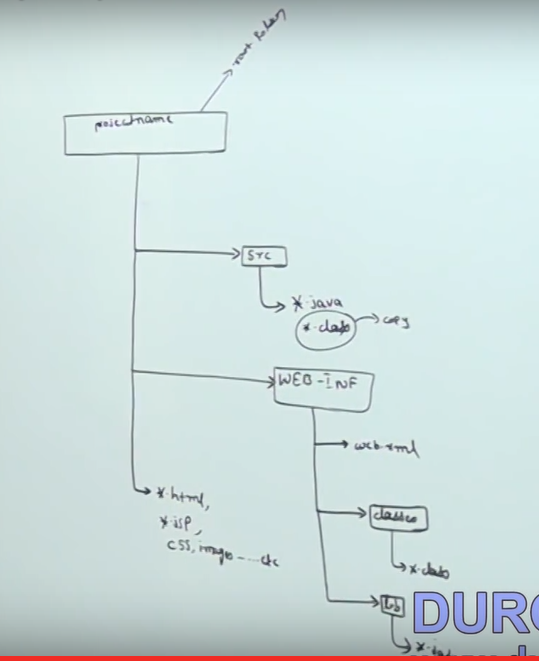 root folder
projectname
src
*.java
*.class
copy
WEB-INF
web.xml
*.html,
*.jsp,
css, images ---- etc
classes
*.class
lib
*.jar
DURG